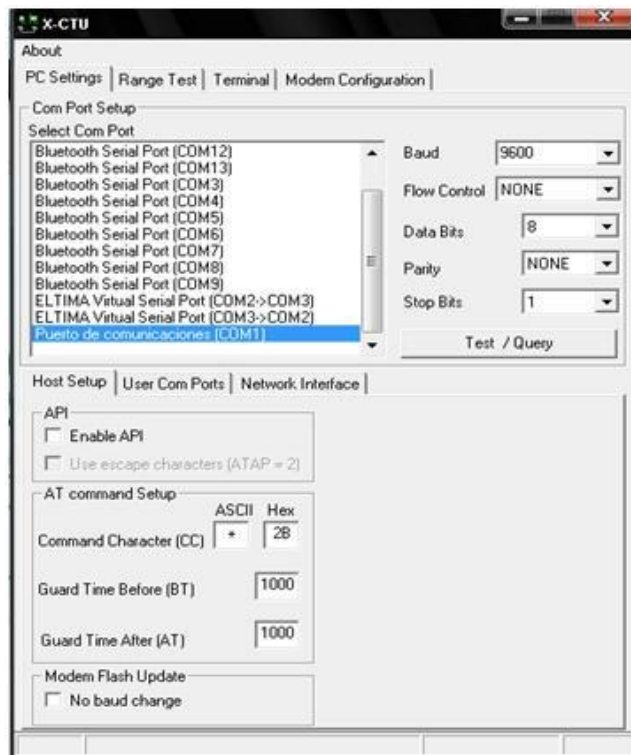 X-CTU
About
PC Settings Range Test Terminal Modem Configuration
Com Port Setup
Select Com Port
Bluetooth Serial Port (COM12)
Bluetooth Serial Port (COM13)
Bluetooth Serial Port (COM3)
Bluetooth Serial Port (COM4)
Bluetooth Serial Port (COM5)
Bluetooth Serial Port (COM6)
Bluetooth Serial Port (COM7)
Bluetooth Serial Port (COM8)
Bluetooth Serial Port (COM9)
ELTIMA Virtual Serial Port (COM2->COM3)
ELTIMA Virtual Serial Port (COM3->COM2)
Puerto de comunicaciones (COM1)
Baud 9600
Flow Control NONE
Data Bits 8
Parity NONE
Stop Bits 1
Test / Query
Host Setup User Com Ports Network Interface
API
Enable API
Use escape characters (ATAP = 2)
AT command Setup
ASCII Hex
Command Character (CC) + 2B
Guard Time Before (BT) 1000
Guard Time After (AT) 1000
Modem Flash Update
No baud change